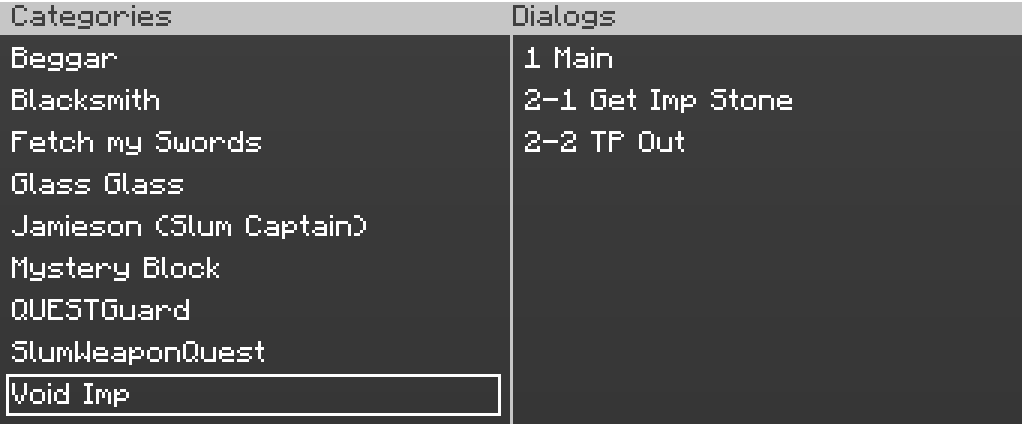 Categories
Beggar
Blacksmith
Fetch my Swords
Glass Glass
Jamieson (Slum Captain)
Mystery Block
QUESTGuard
SlumWeaponQuest
Void Imp
Dialogs
1 Main
2-1 Get Imp Stone
2-2 TP Out